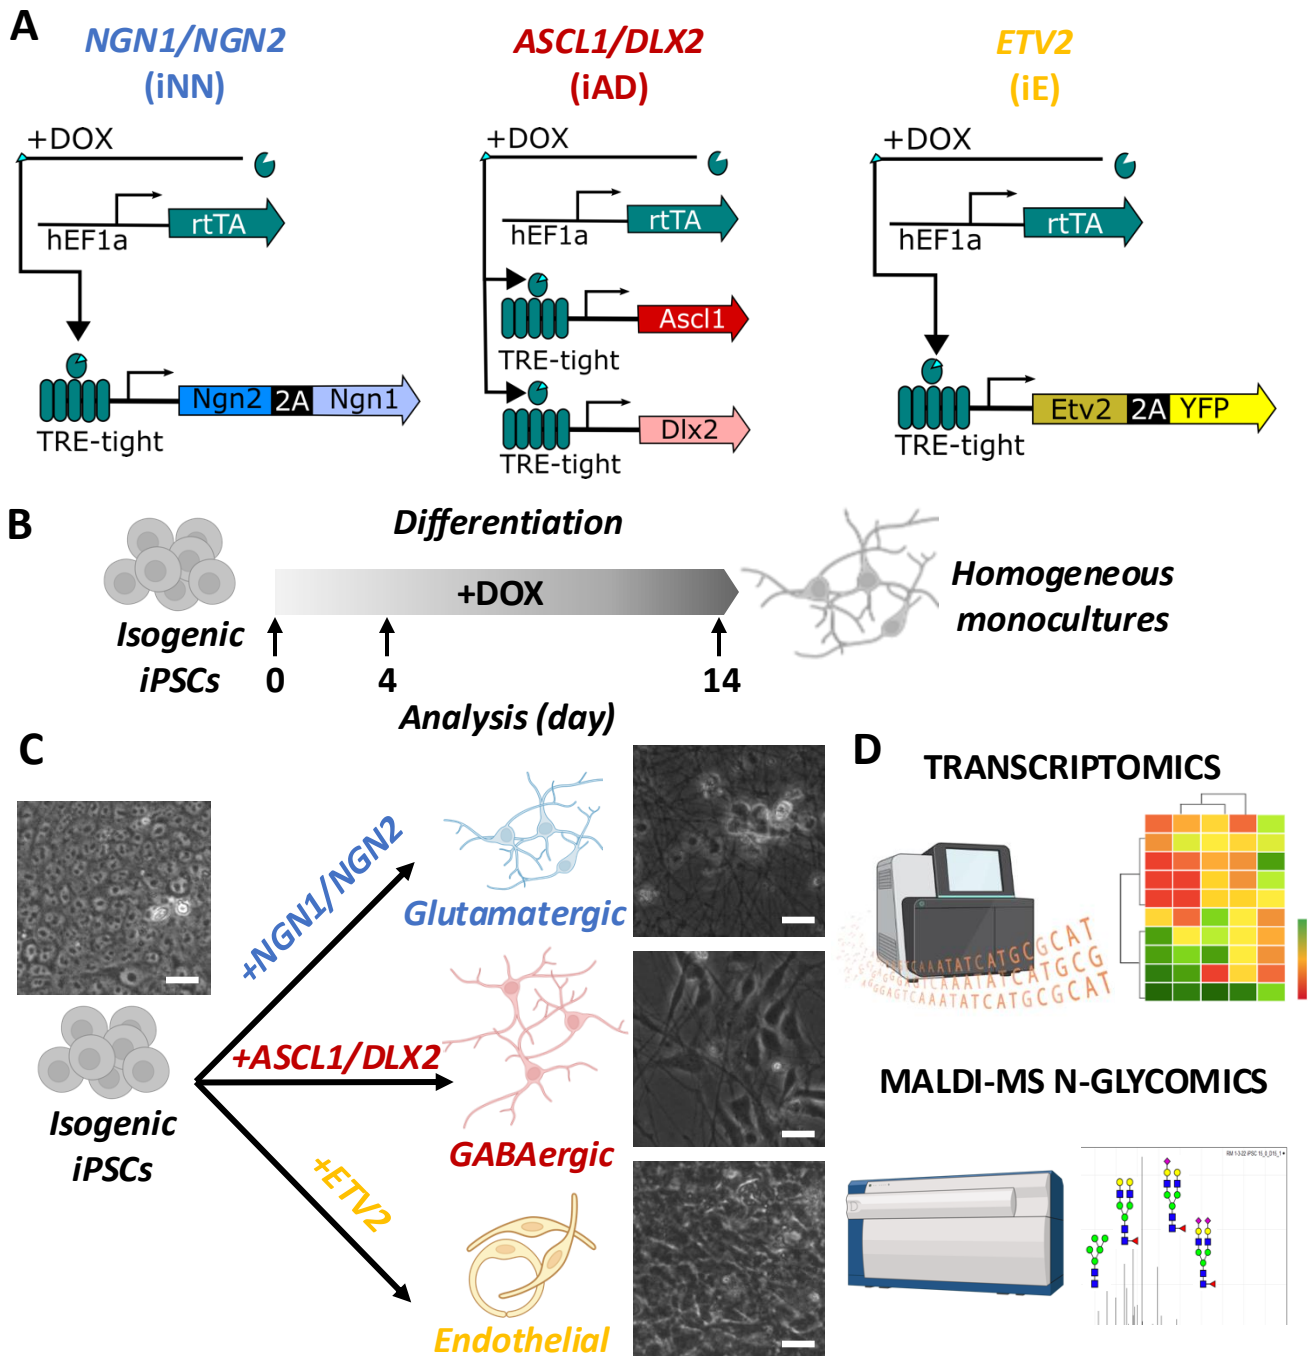 A
NGN1/NGN2
(iNN)
ASCL1/DLX2
(iAD)
ETV2
(iE)
+DOX
rtTA
hEF1a
Ngn2 2A Ngn1
TRE-tight
+DOX
rtTA
hEF1a
Ascl1
TRE-tight
Dlx2
TRE-tight
+DOX
rtTA
hEF1a
Etv2 2A YFP
TRE-tight
B
Differentiation
+DOX
Isogenic
iPSCs
0
4
14
Analysis (day)
Homogeneous
monocultures
C
Isogenic
iPSCs
+NGN1/NGN2
Glutamatergic
+ASCL1/DLX2
GABAergic
+ETV2
Endothelial
D
TRANSCRIPTOMICS
MALDI-MS N-GLYCOMICS